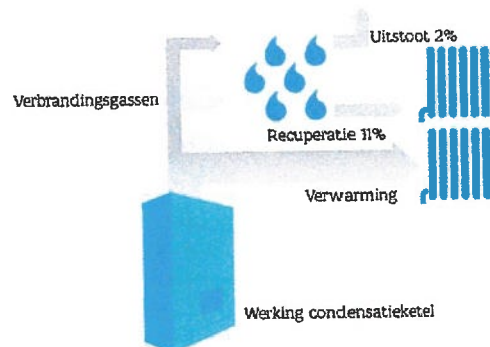 Uitstoot 2%
Verbrandingsgassen
Recuperatie 11%
Verwarming
Werking condensatieketel